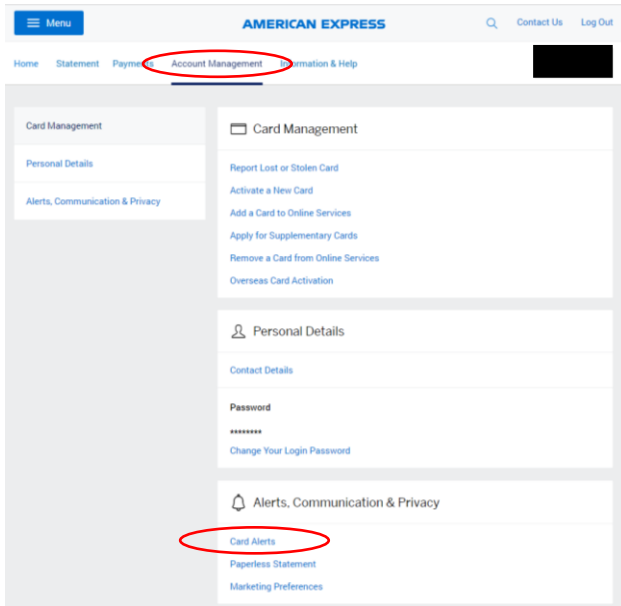 Menu
AMERICAN EXPRESS
Contact Us
Log Out
Home
Statement
Payments
Account Management
Information & Help
Card Management
Personal Details
Alerts, Communication & Privacy
Card Management
Report Lost or Stolen Card
Activate a New Card
Add a Card to Online Services
Apply for Supplementary Cards
Remove a Card from Online Services
Overseas Card Activation
Personal Details
Contact Details
Password
********
Change Your Login Password
Alerts, Communication & Privacy
Card Alerts
Paperless Statement
Marketing Preferences